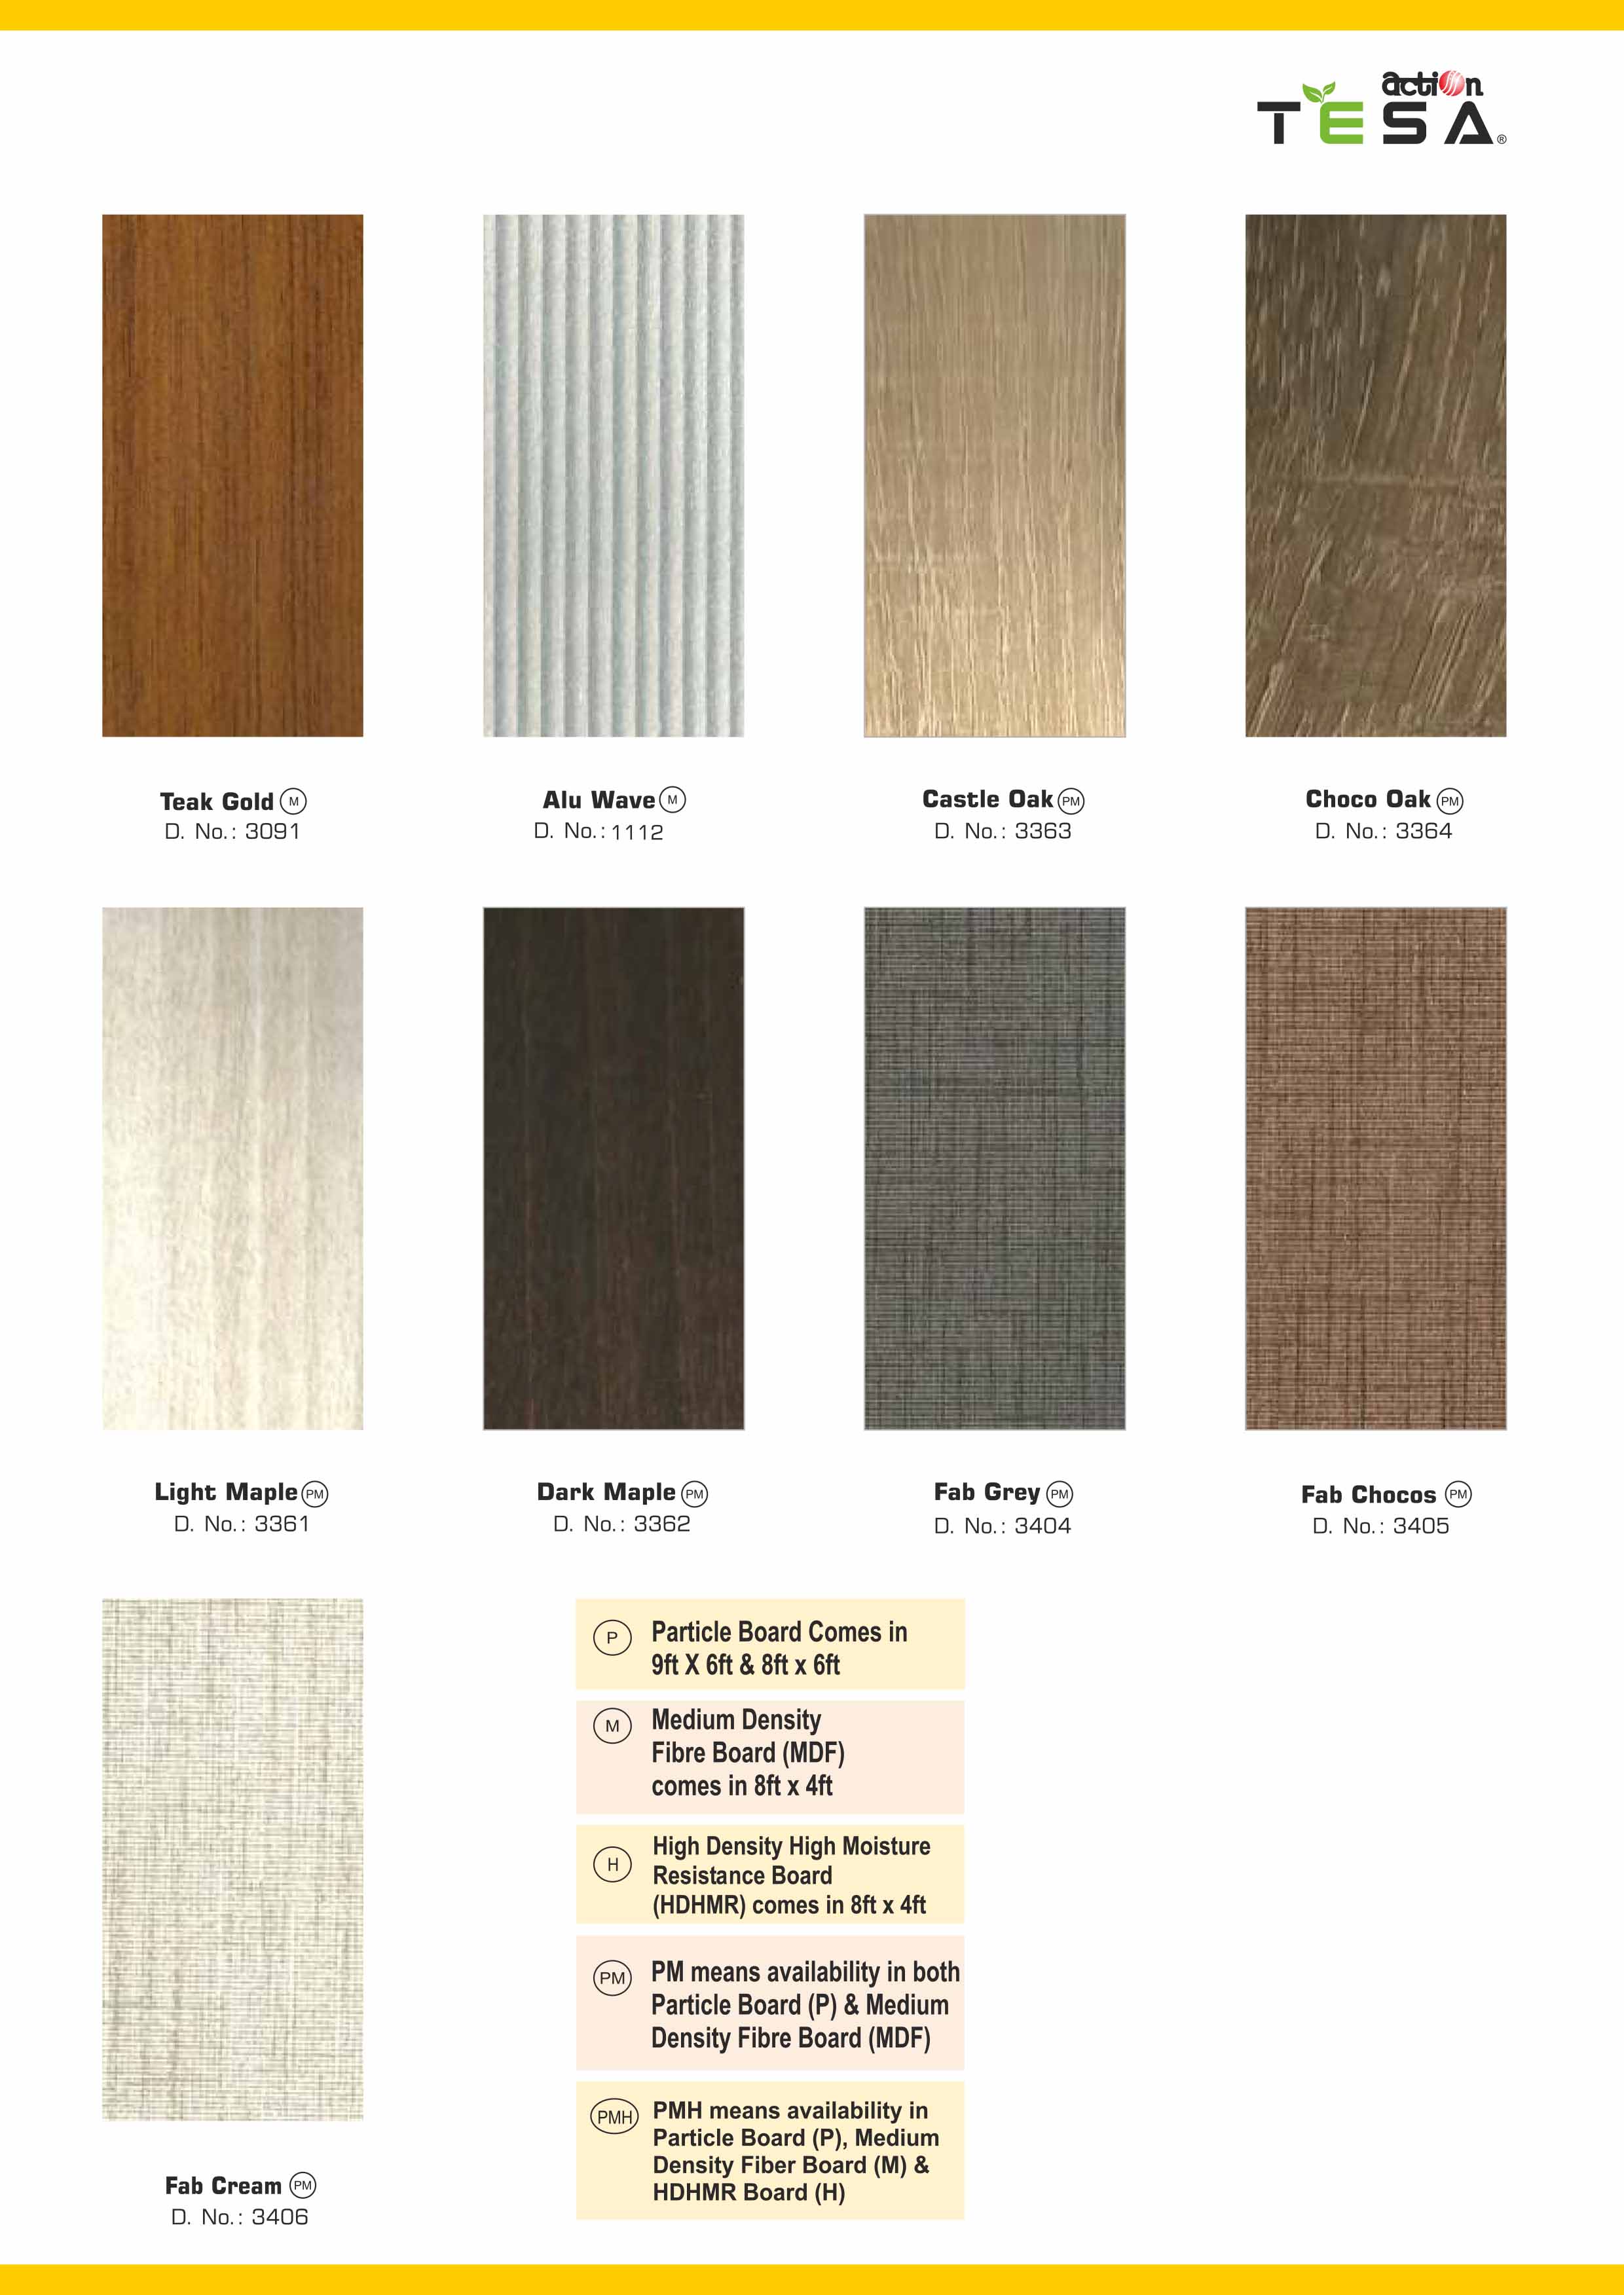 action
TESA®
Teak Gold M
D. No.: 3091
Alu Wave M
D. No.: 1112
Castle Oak PM
D. No.: 3363
Choco Oak PM
D. No.: 3364
Light Maple PM
D. No.: 3361
Dark Maple PM
D. No.: 3362
Fab Grey PM
D. No.: 3404
Fab Chocos PM
D. No.: 3405
Fab Cream PM
D. No.: 3406
P
Particle Board Comes in
9ft X 6ft & 8ft x 6ft
M
Medium Density
Fibre Board (MDF)
comes in 8ft x 4ft
H
High Density High Moisture
Resistance Board
(HDHMR) comes in 8ft x 4ft
PM
PM means availability in both
Particle Board (P) & Medium
Density Fibre Board (MDF)
PMH
PMH means availability in
Particle Board (P), Medium
Density Fiber Board (M) &
HDHMR Board (H)